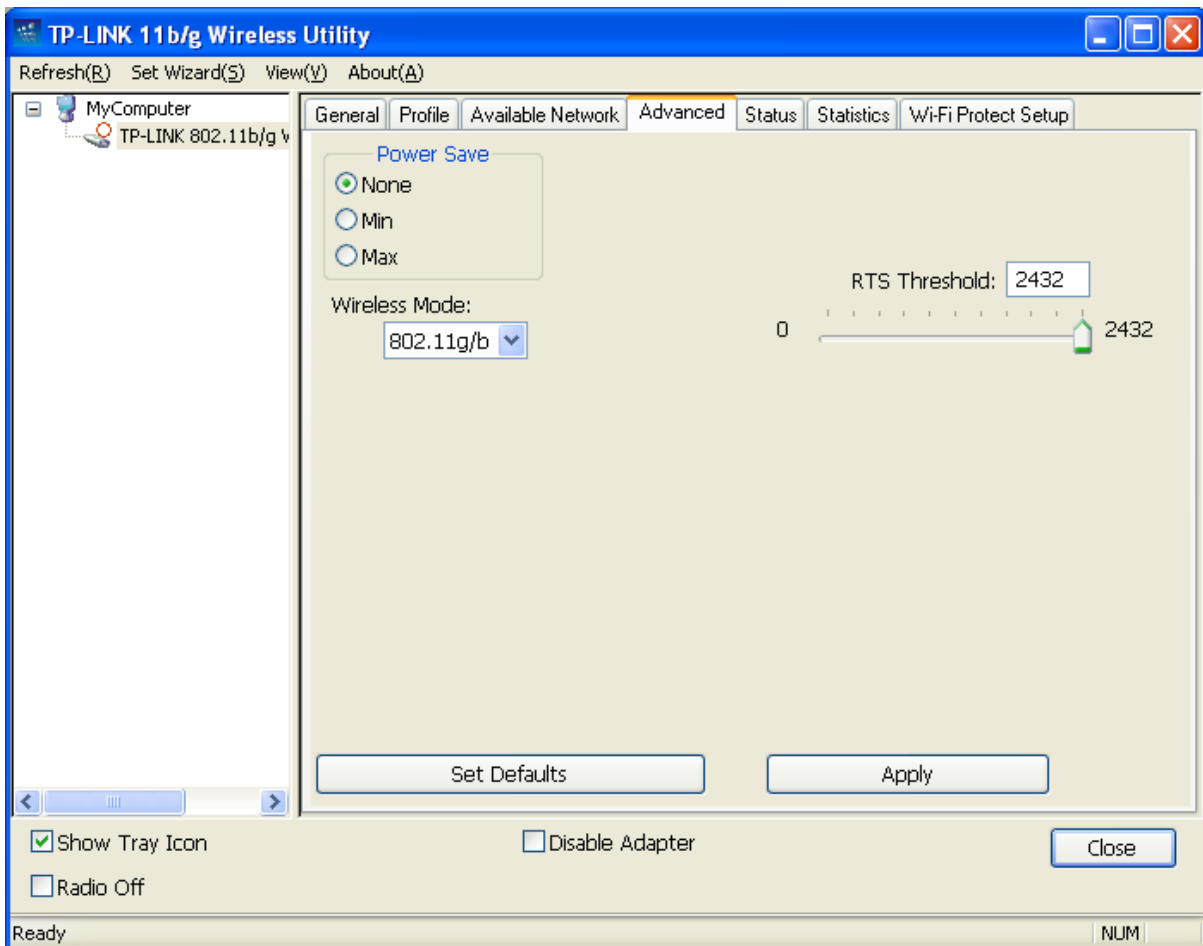 TP-LINK 11b/g Wireless Utility
Refresh(R) Set Wizard(S) View(V) About(A)
MyComputer
TP-LINK 802.11b/g
General Profile Available Network Advanced Status Statistics Wi-Fi Protect Setup
Power Save
None
Min
Max
RTS Threshold: 2432
0 2432
Wireless Mode:
802.11g/b
Set Defaults Apply
Show Tray Icon Disable Adapter Close
Radio Off
Ready NUM